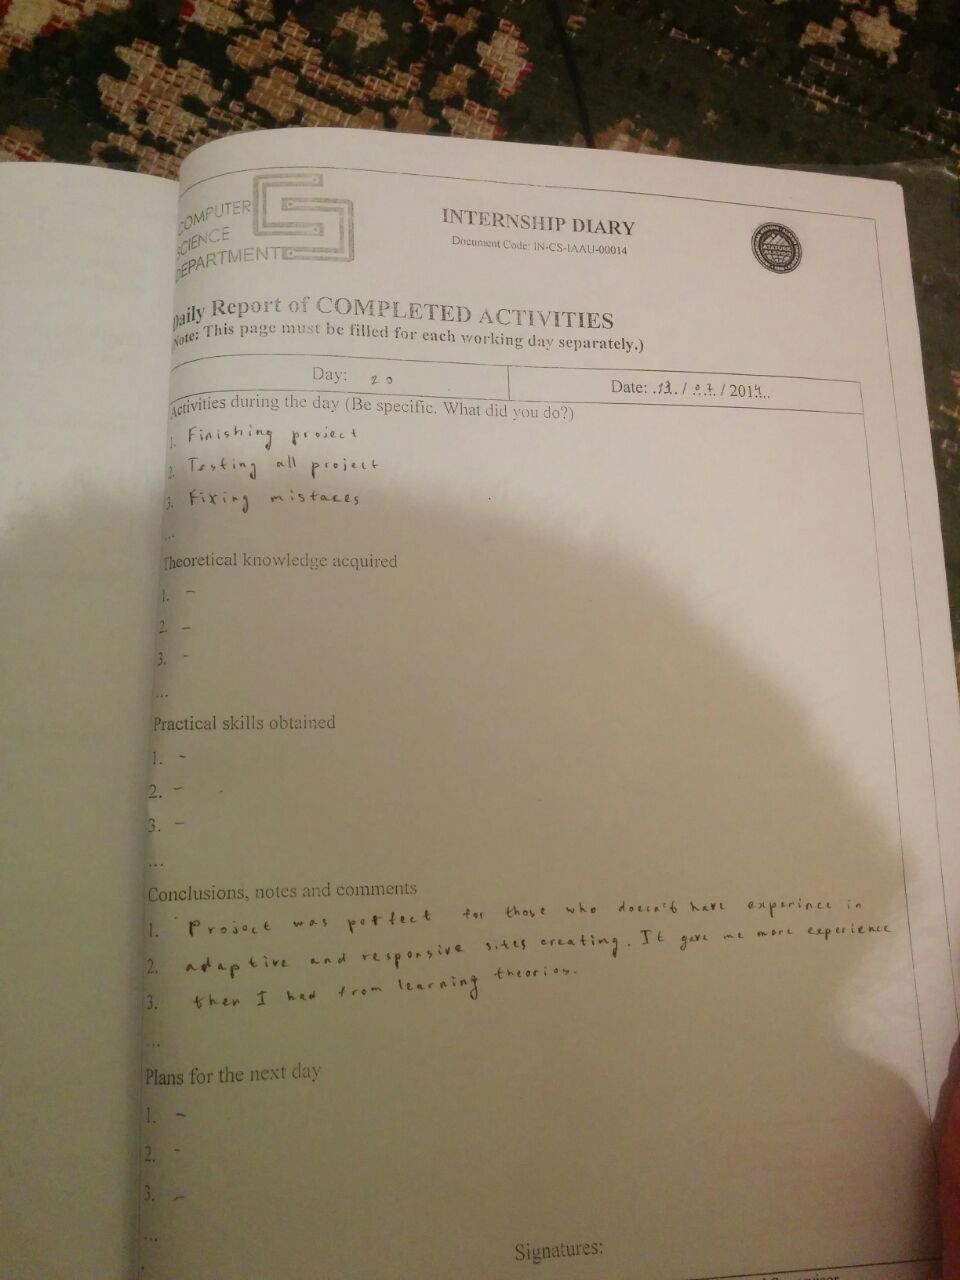 COMPUTER
SCIENCE
DEPARTMENT
INTERNSHIP DIARY
Document Code: IN-CS-IAAU-00014
Daily Report of COMPLETED ACTIVITIES
Note: This page must be filled for each working day separately.)
Day: 20
Date: / 07 / 201
Activities during the day (Be specific. What did you do?)
1. Finishing project
2. Testing all project
3. Fixing mistaces
...
Theoretical knowledge acquired
1. -
2. -
3. -
...
Practical skills obtained
1. -
2. -
3. -
...
Conclusions, notes and comments
1. Project was perfect for those who doesn't have experince in
2. adaptive and responsive sites creating. It gave me more experience
3. then I had from learning theories.
...
Plans for the next day
1. -
2. -
3. -
...
Signatures: